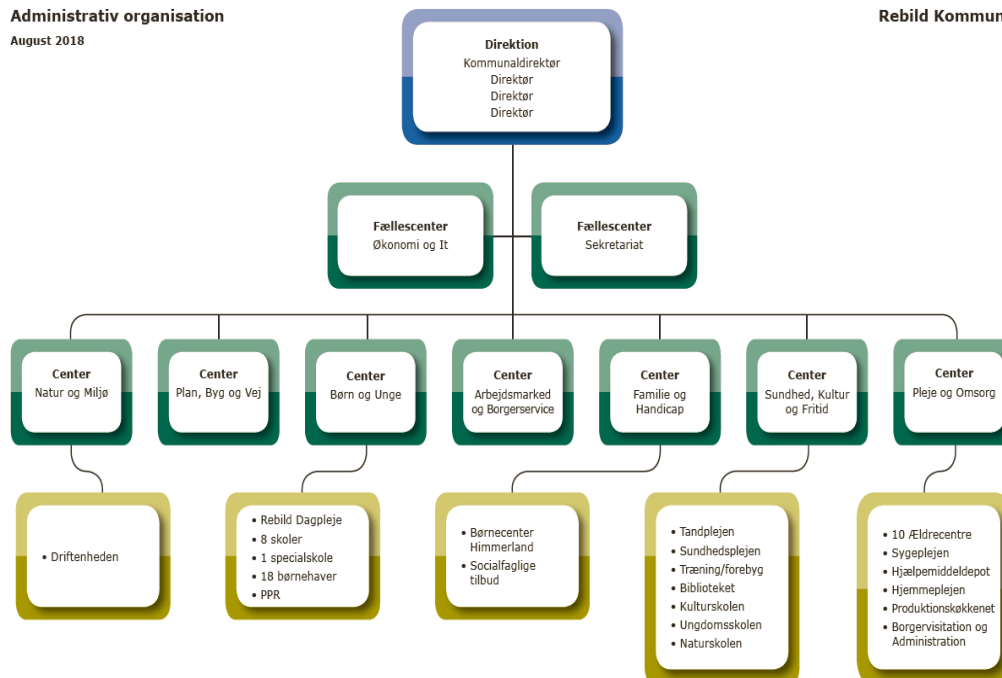 Administrativ organisation
Rebild Kommun
August 2018
Direktion
Kommunaldirektør
Direktør
Direktør
Direktør
Fællescenter
Økonomi og It
Fællescenter
Sekretariat
Center
Natur og Miljø
Center
Plan, Byg og Vej
Center
Børn og Unge
Center
Arbejdsmarked
og Borgerservice
Center
Familie og
Handicap
Center
Sundhed, Kultur
og Fritid
Center
Pleje og Omsorg
• Driftenheden
• Rebild Dagpleje
• 8 skoler
• 1 specialskole
• 18 børnehaver
• PPR
• Børnecenter
Himmerland
• Socialfaglige
tilbud
• Tandplejen
• Sundhedsplejen
• Træning/forebyg
• Biblioteket
• Kulturskolen
• Ungdomsskolen
• Naturskolen
• 10 Ældrecentre
• Sygeplejen
• Hjælpemiddeldepot
• Hjemmeplejen
• Produktionskøkkenet
• Borgervisitation og
Administration